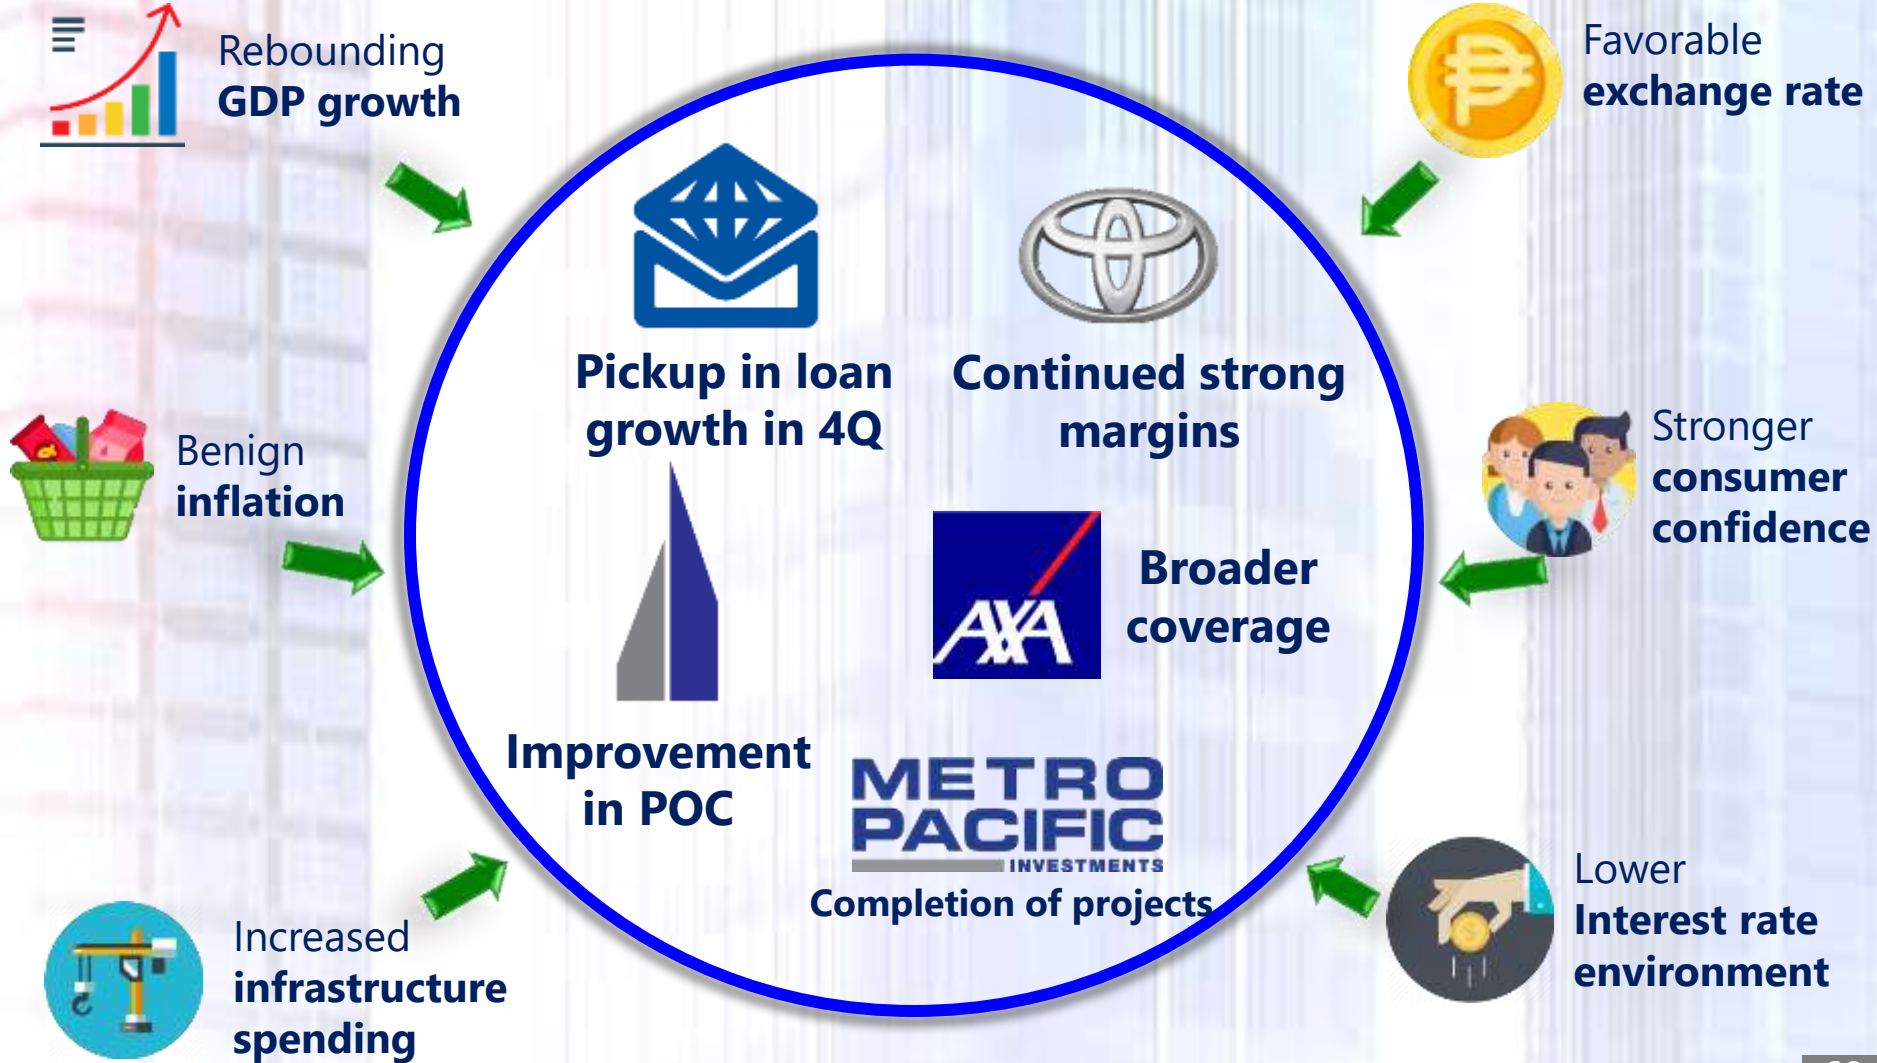 Rebounding
GDP growth
Favorable
exchange rate
Pickup in loan
growth in 4Q
Continued strong
margins
Benign
inflation
Stronger
consumer
confidence
AXA
Broader
coverage
Improvement
in POC
METRO
PACIFIC
INVESTMENTS
Completion of projects
Increased
infrastructure
spending
Lower
Interest rate
environment